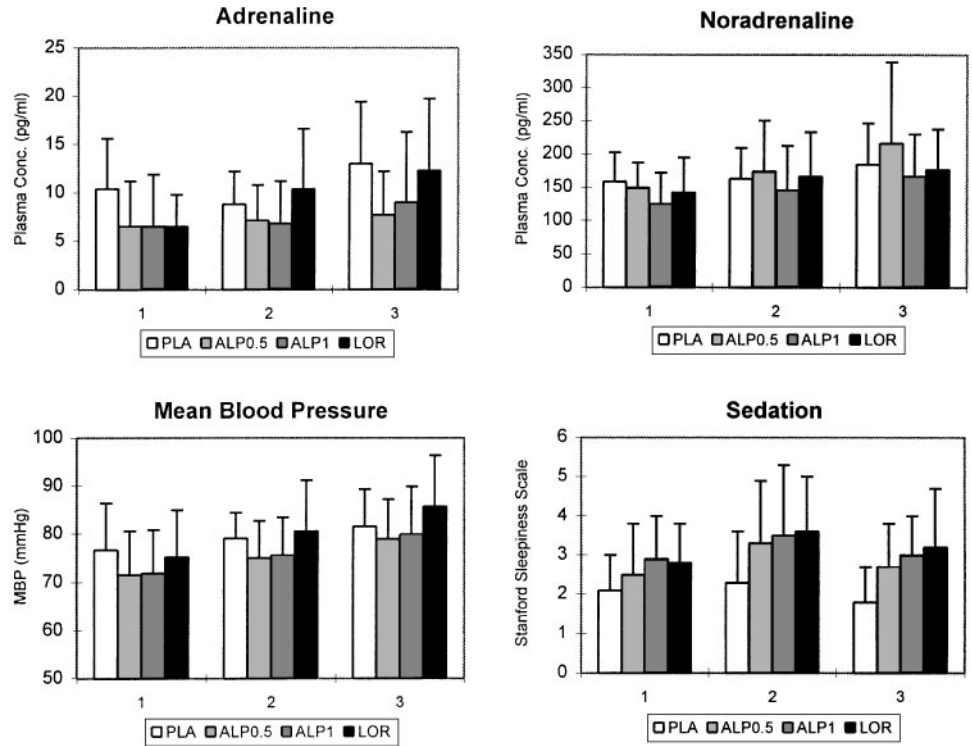 Adrenaline
Plasma Conc. (pg/ml)
25
20
15
10
5
0
1 2 3
PLA ALP0.5 ALP1 LOR
Noradrenaline
Plasma Conc. (pg/ml)
350
300
250
200
150
100
50
0
1 2 3
PLA ALP0.5 ALP1 LOR
Mean Blood Pressure
MBP (mmHg)
100
90
80
70
60
50
1 2 3
PLA ALP0.5 ALP1 LOR
Sedation
Stanford Sleepiness Scale
6
5
4
3
2
1
0
1 2 3
PLA ALP0.5 ALP1 LOR